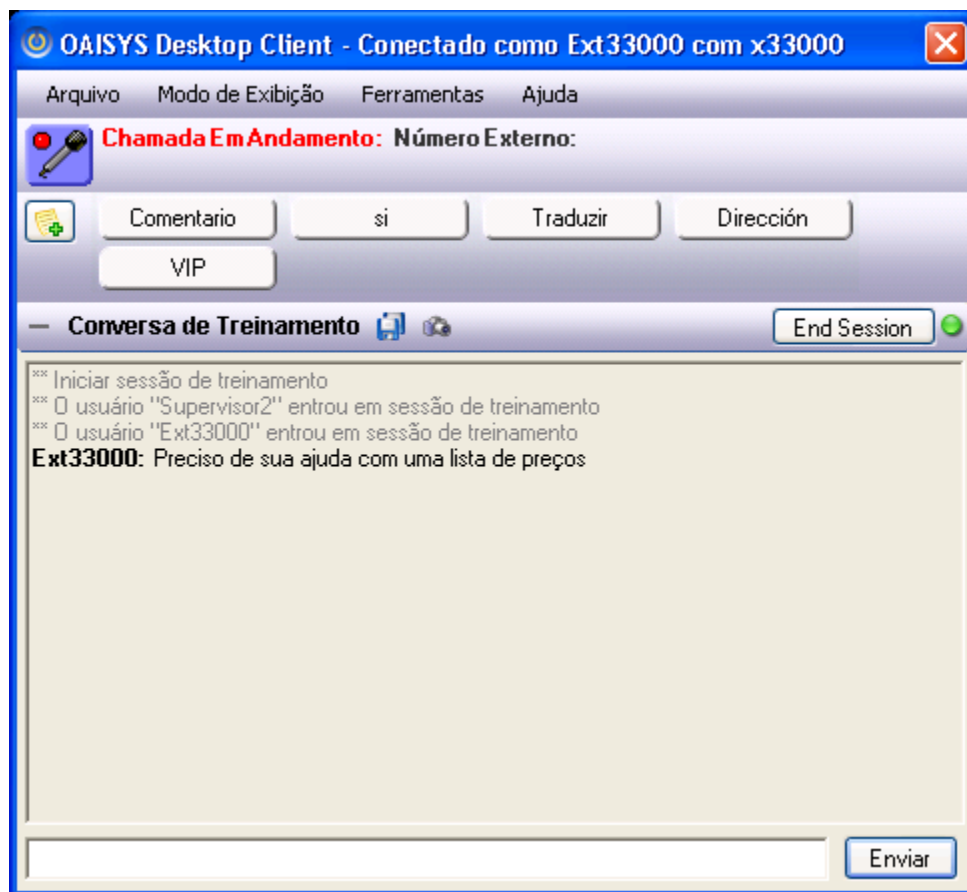 OAISYS Desktop Client - Conectado como Ext33000 com x33000
Arquivo Modo de Exibição Ferramentas Ajuda
Chamada Em Andamento: Número Externo:
Comentario si Traduzir Dirección
VIP
Conversa de Treinamento End Session
** Iniciar sessão de treinamento
** O usuário "Supervisor2" entrou em sessão de treinamento
** O usuário "Ext33000" entrou em sessão de treinamento
Ext33000: Preciso de sua ajuda com uma lista de preços
Enviar